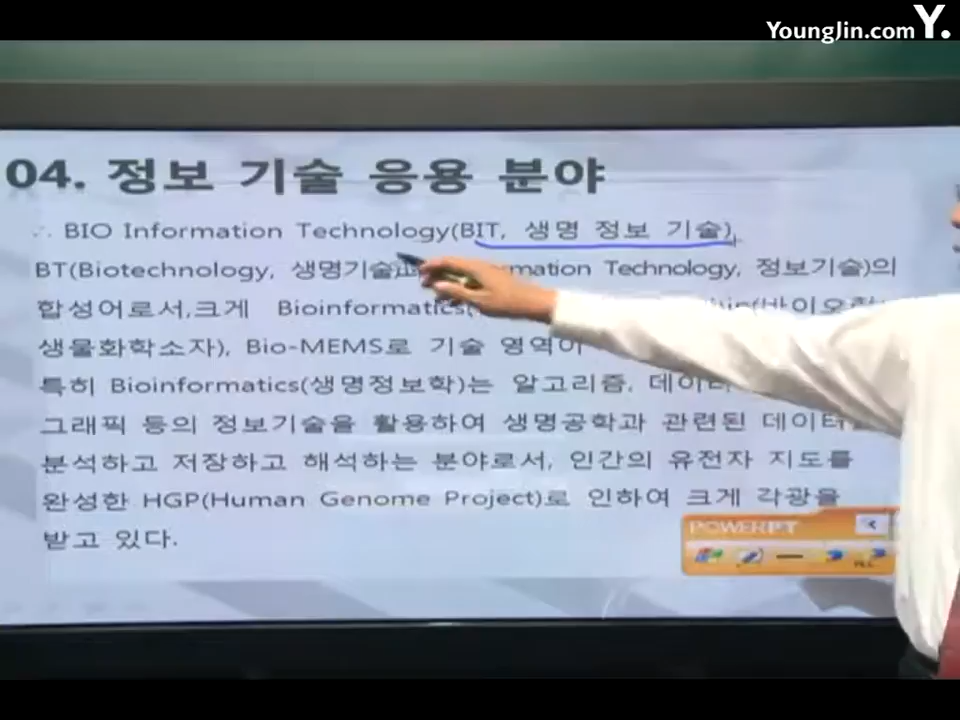 YoungJin.com Y.
04. 정보 기술 응용 분야
∴ BIO Information Technology(BIT, 생명 정보 기술)
BT(Biotechnology, 생명기술)과 mation Technology, 정보기술)의
합성어로서,크게 Bioinformatics( (바이오
생물화학소자), Bio-MEMS로 기술 영역이
특히 Bioinformatics(생명정보학)는 알고리즘, 데이터
그래픽 등의 정보기술을 활용하여 생명공학과 관련된 데이터를
분석하고 저장하고 해석하는 분야로서, 인간의 유전자 지도를
완성한 HGP(Human Genome Project)로 인하여 크게 각광을
받고 있다.
POWERPT